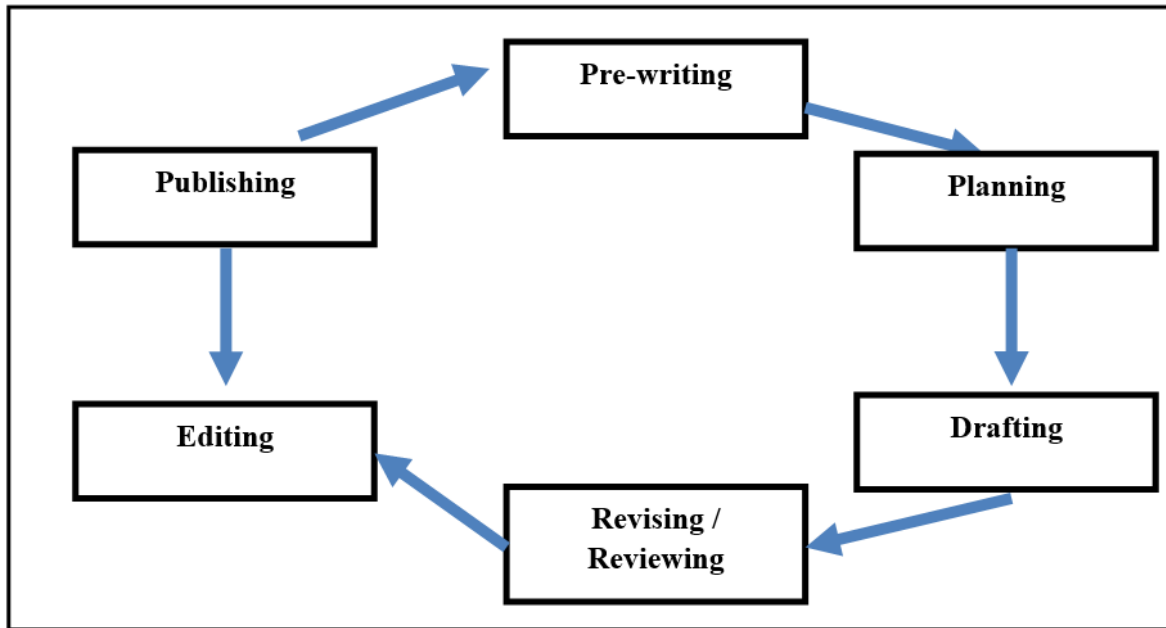 Pre-writing
Publishing
Planning
Editing
Drafting
Revising /
Reviewing